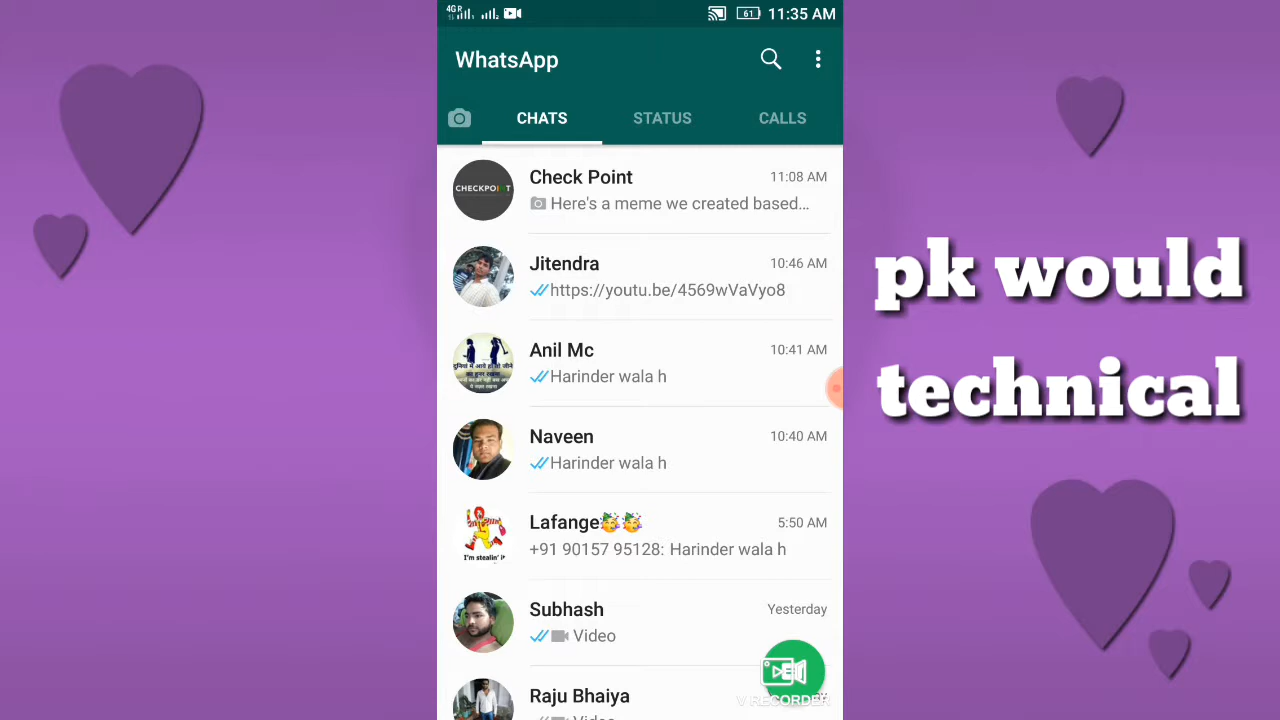 4GR
61 11:35 AM
WhatsApp
CHATS STATUS CALLS
CHECKPOINT
Check Point 11:08 AM
Here's a meme we created based...
Jitendra 10:46 AM
https://youtu.be/4569wVaVyo8
Anil Mc 10:41 AM
Harinder wala h
Naveen 10:40 AM
Harinder wala h
Lafange🥳🥳 5:50 AM
+91 90157 95128: Harinder wala h
I'm stealin' it
Subhash Yesterday
Video
Raju Bhaiya
Video
V RECORDER
pk would
technical